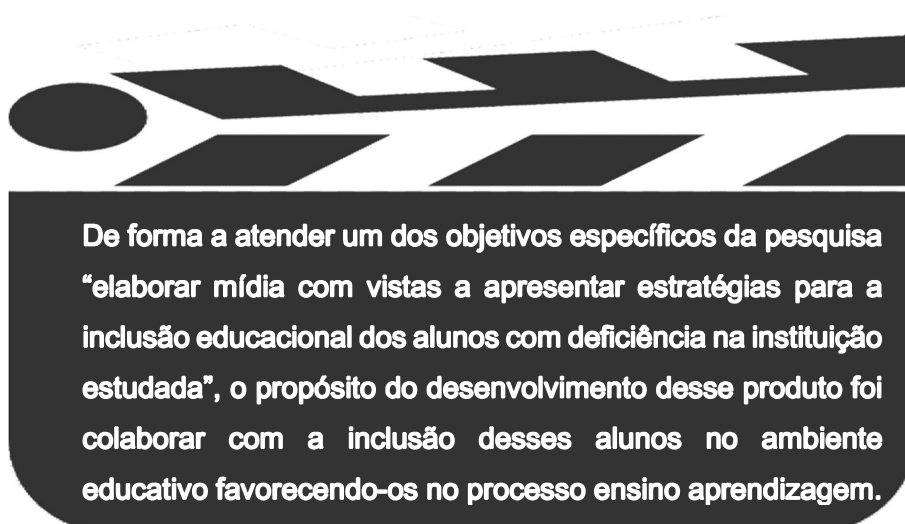 De forma a atender um dos objetivos específicos da pesquisa
“elaborar mídia com vistas a apresentar estratégias para a
inclusão educacional dos alunos com deficiência na instituição
estudada”, o propósito do desenvolvimento desse produto foi
colaborar com a inclusão desses alunos no ambiente
educativo favorecendo-os no processo ensino aprendizagem.